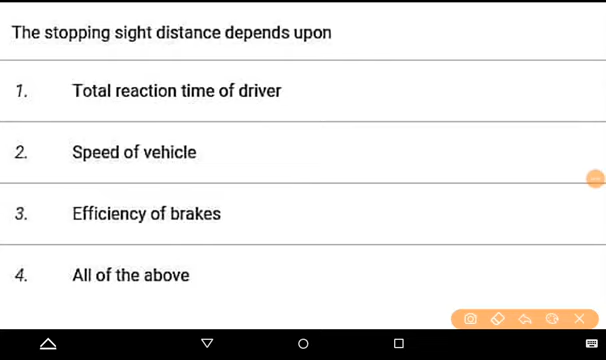 The stopping sight distance depends upon
1. Total reaction time of driver
2. Speed of vehicle
3. Efficiency of brakes
4. All of the above